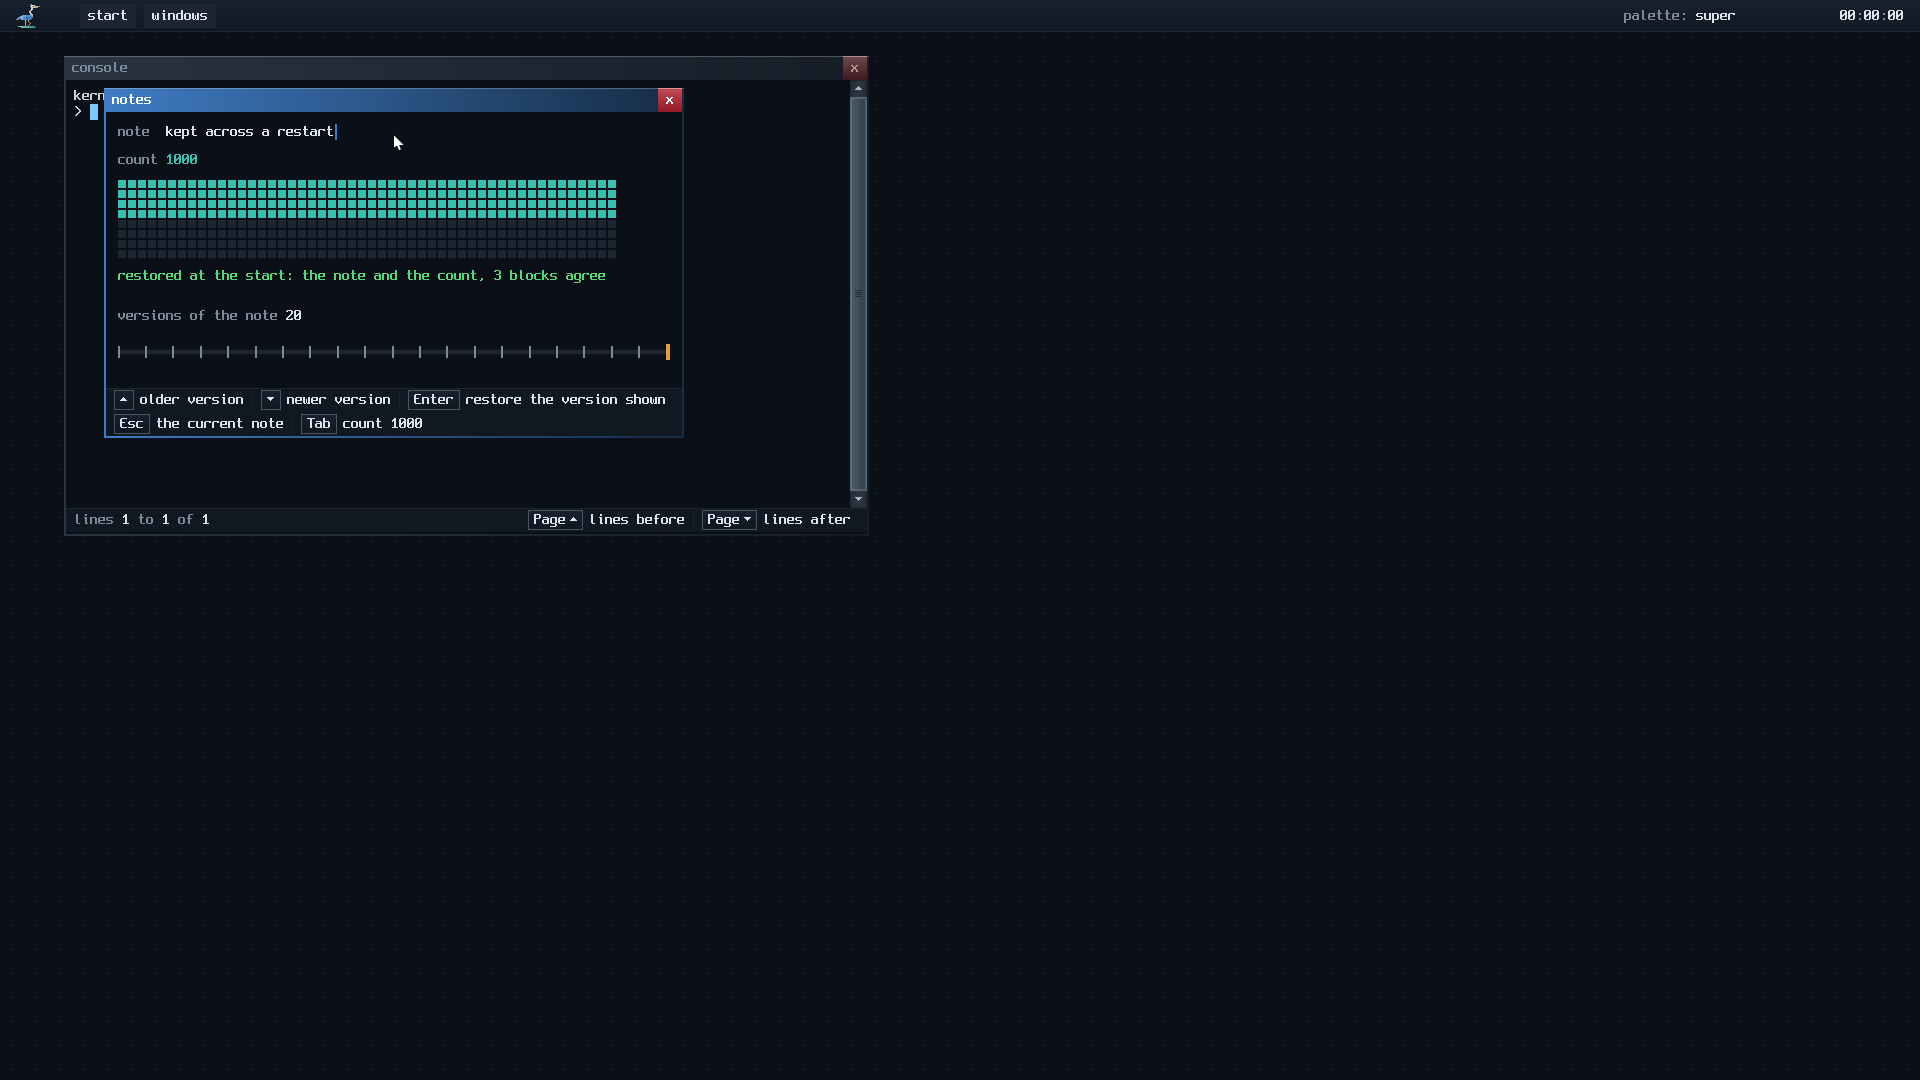 start windows palette: super 00:00:00
console x
kern
>
notes x
note kept across a restart
count 1000
restored at the start: the note and the count, 3 blocks agree
versions of the note 20
older version newer version Enter restore the version shown
Esc the current note Tab count 1000
lines 1 to 1 of 1 Page lines before Page lines after